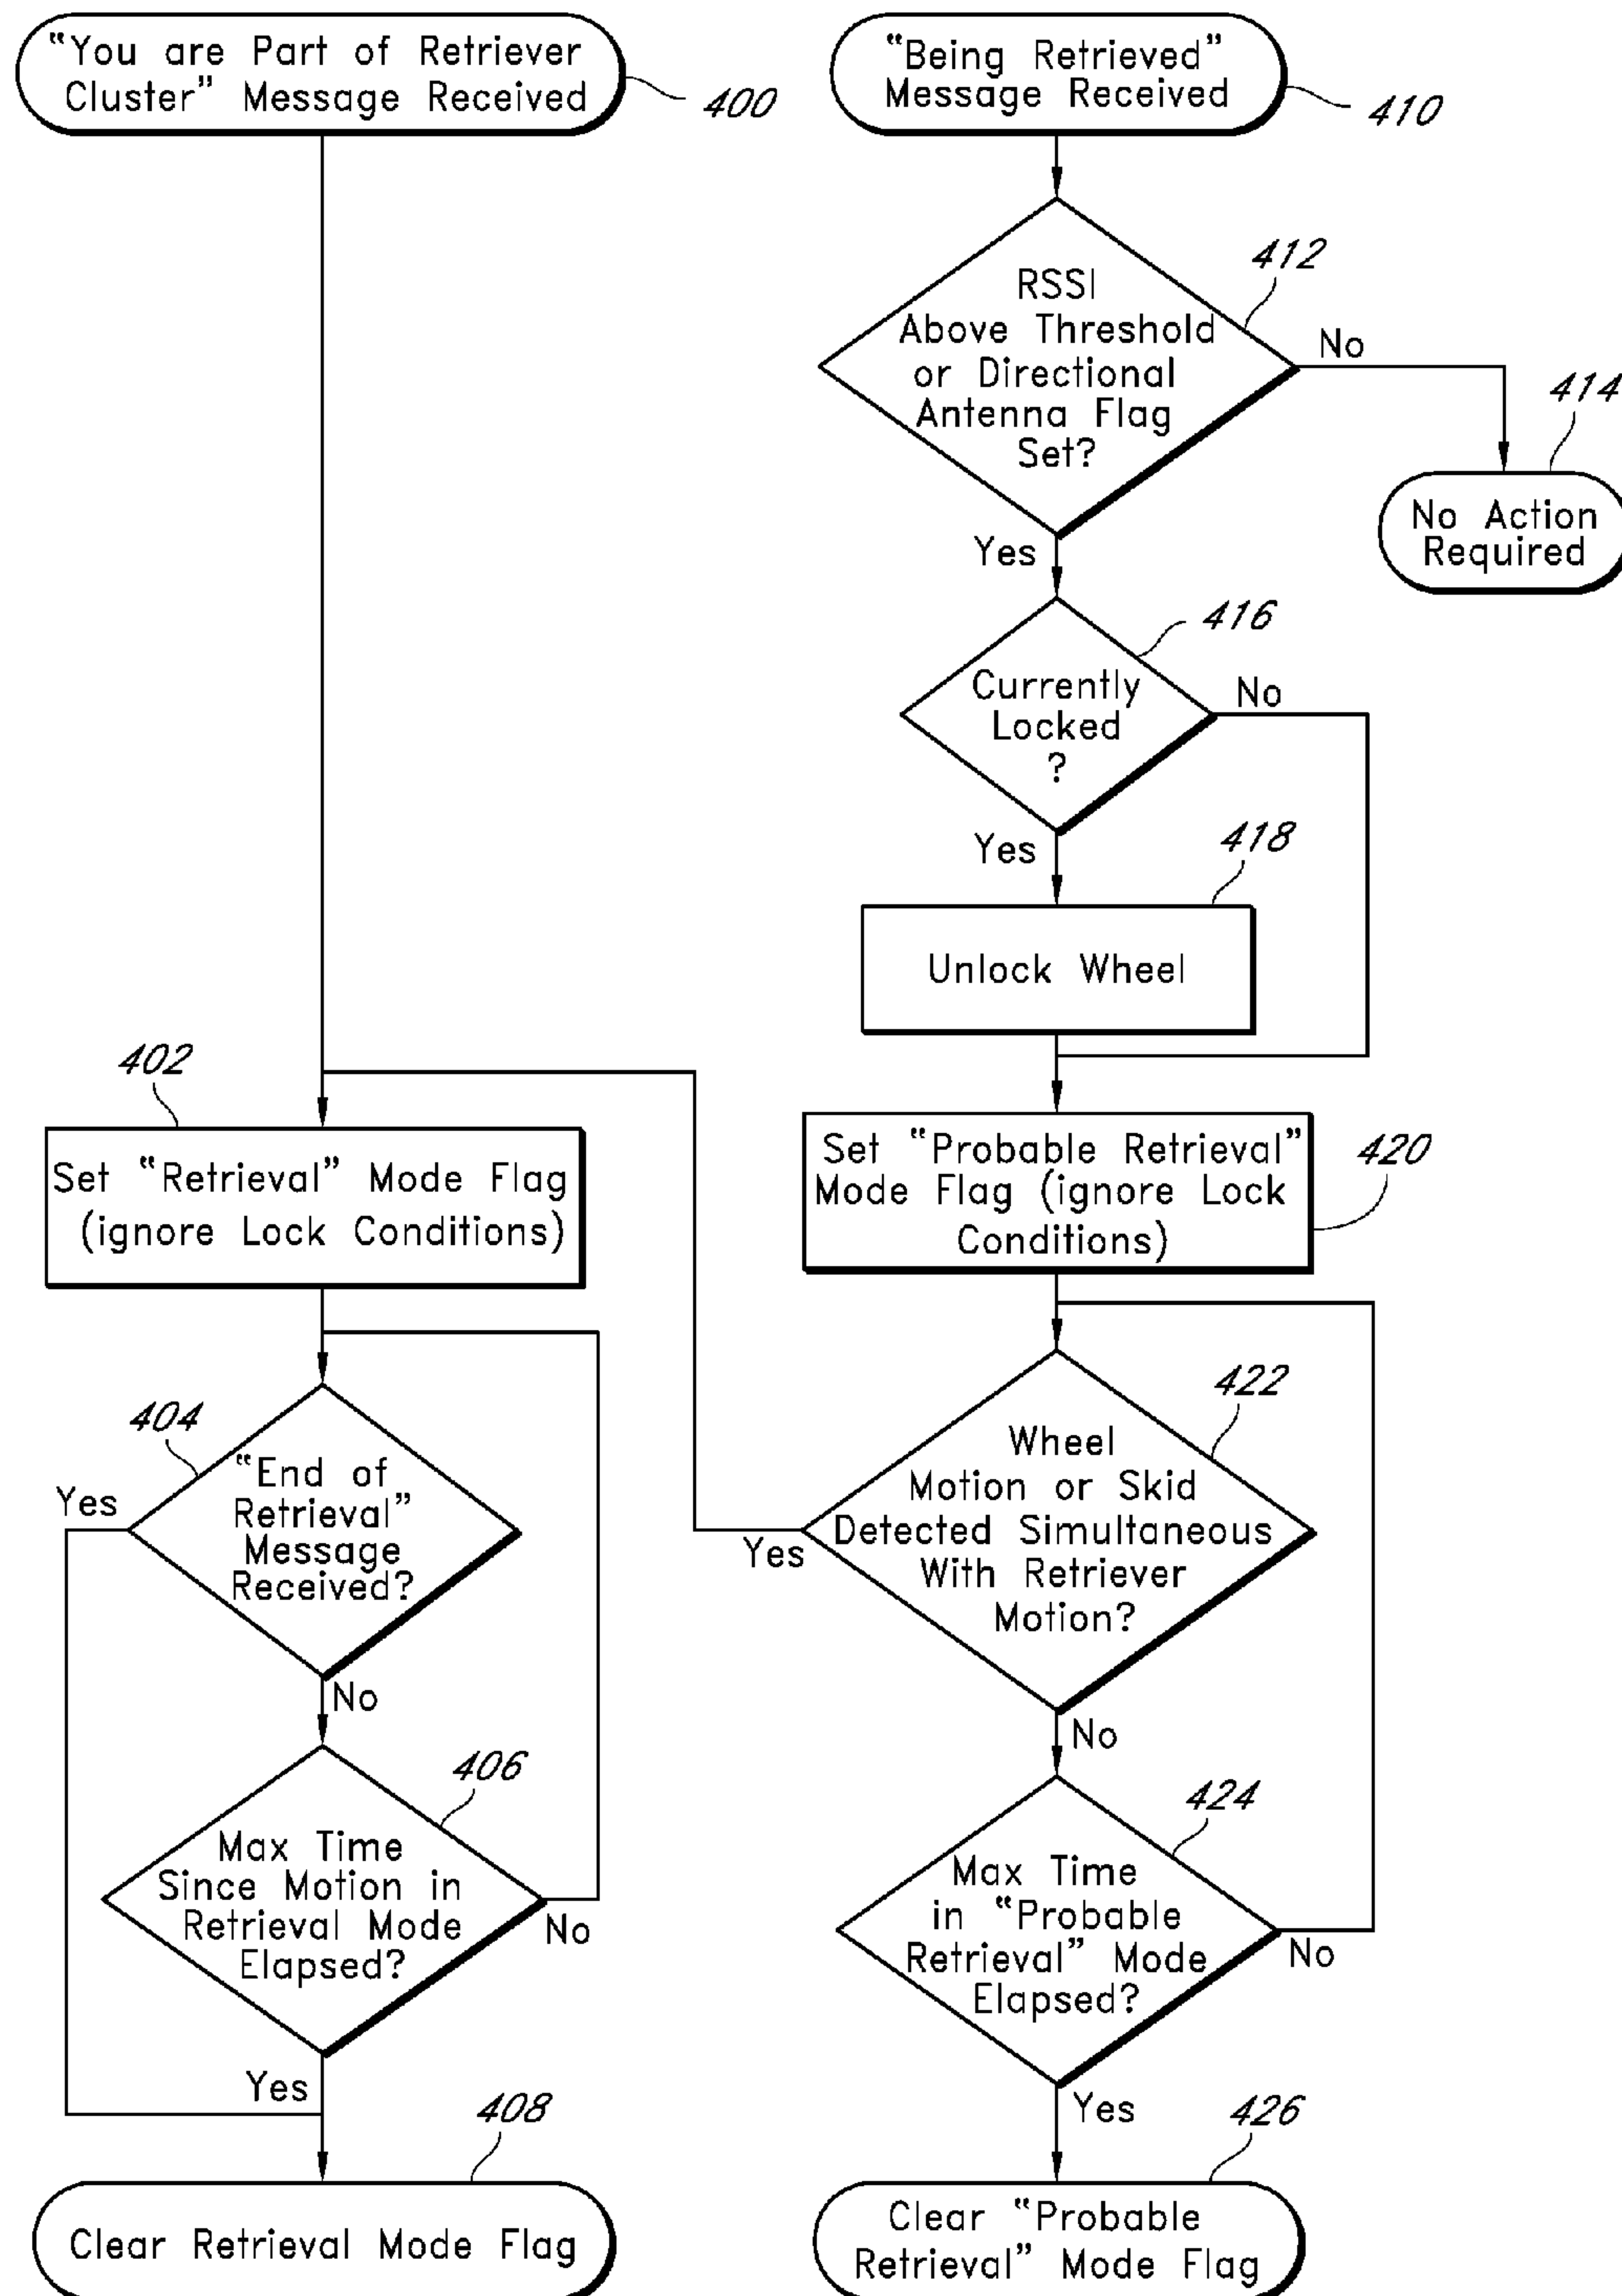 “You are Part of Retriever
Cluster” Message Received
400
“Being Retrieved”
Message Received
410
RSSI
Above Threshold
or Directional
Antenna Flag
Set?
412
No
414
No Action
Required
Yes
416
Currently
Locked
?
No
Yes
418
Unlock Wheel
402
Set “Retrieval” Mode Flag
(ignore Lock Conditions)
Set “Probable Retrieval”
Mode Flag (ignore Lock
Conditions)
420
404
“End of
Retrieval”
Message
Received?
Yes
No
422
Wheel
Motion or Skid
Detected Simultaneous
With Retriever
Motion?
Yes
No
406
Max Time
Since Motion in
Retrieval Mode
Elapsed?
No
Yes
424
Max Time
in “Probable
Retrieval” Mode
Elapsed?
No
Yes
408
Clear Retrieval Mode Flag
426
Clear “Probable
Retrieval” Mode Flag